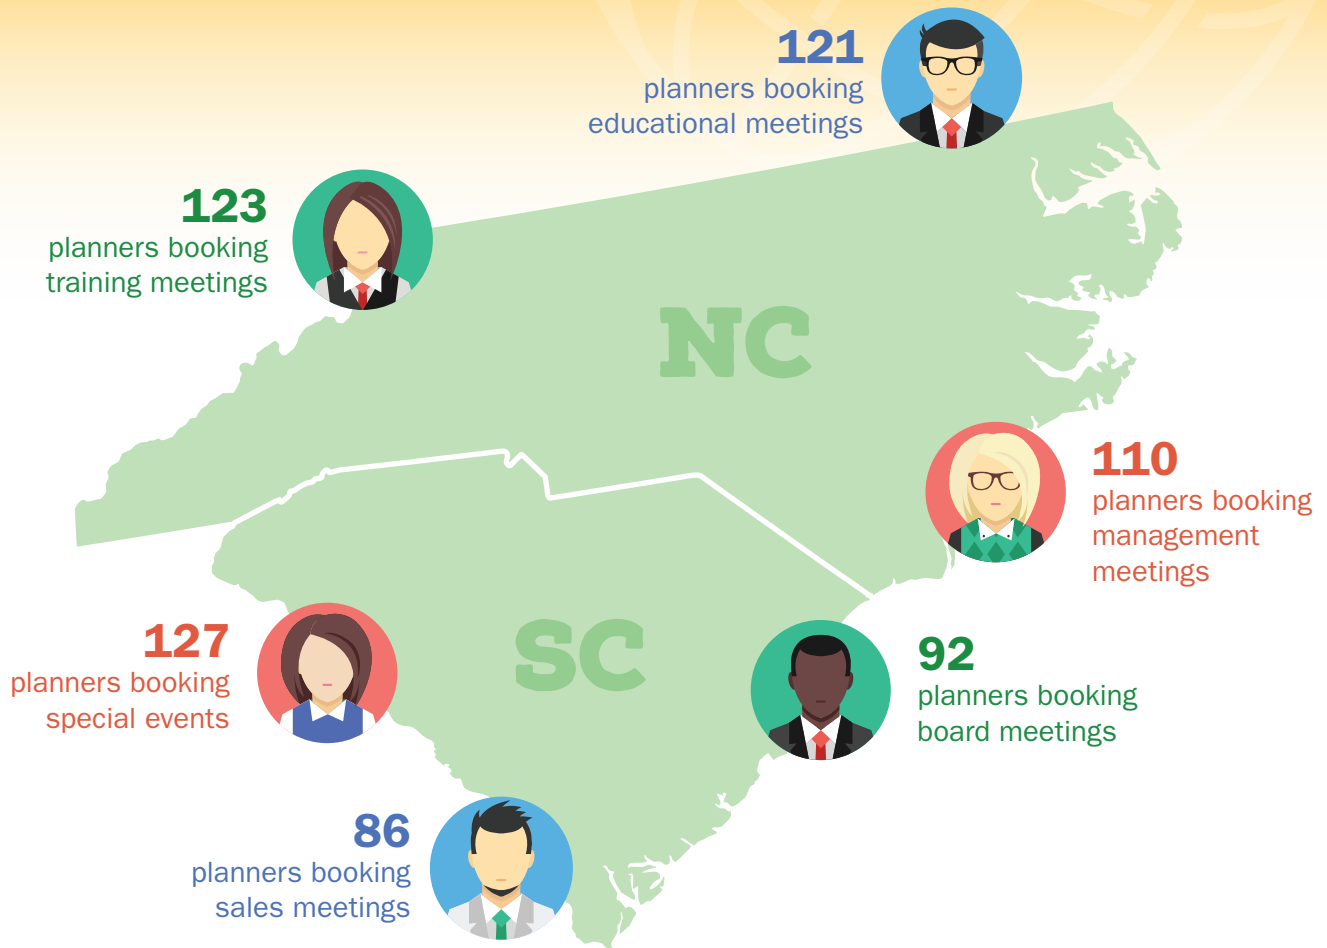 121
planners booking
educational meetings
123
planners booking
training meetings
NC
110
planners booking
management
meetings
127
planners booking
special events
SC
92
planners booking
board meetings
86
planners booking
sales meetings